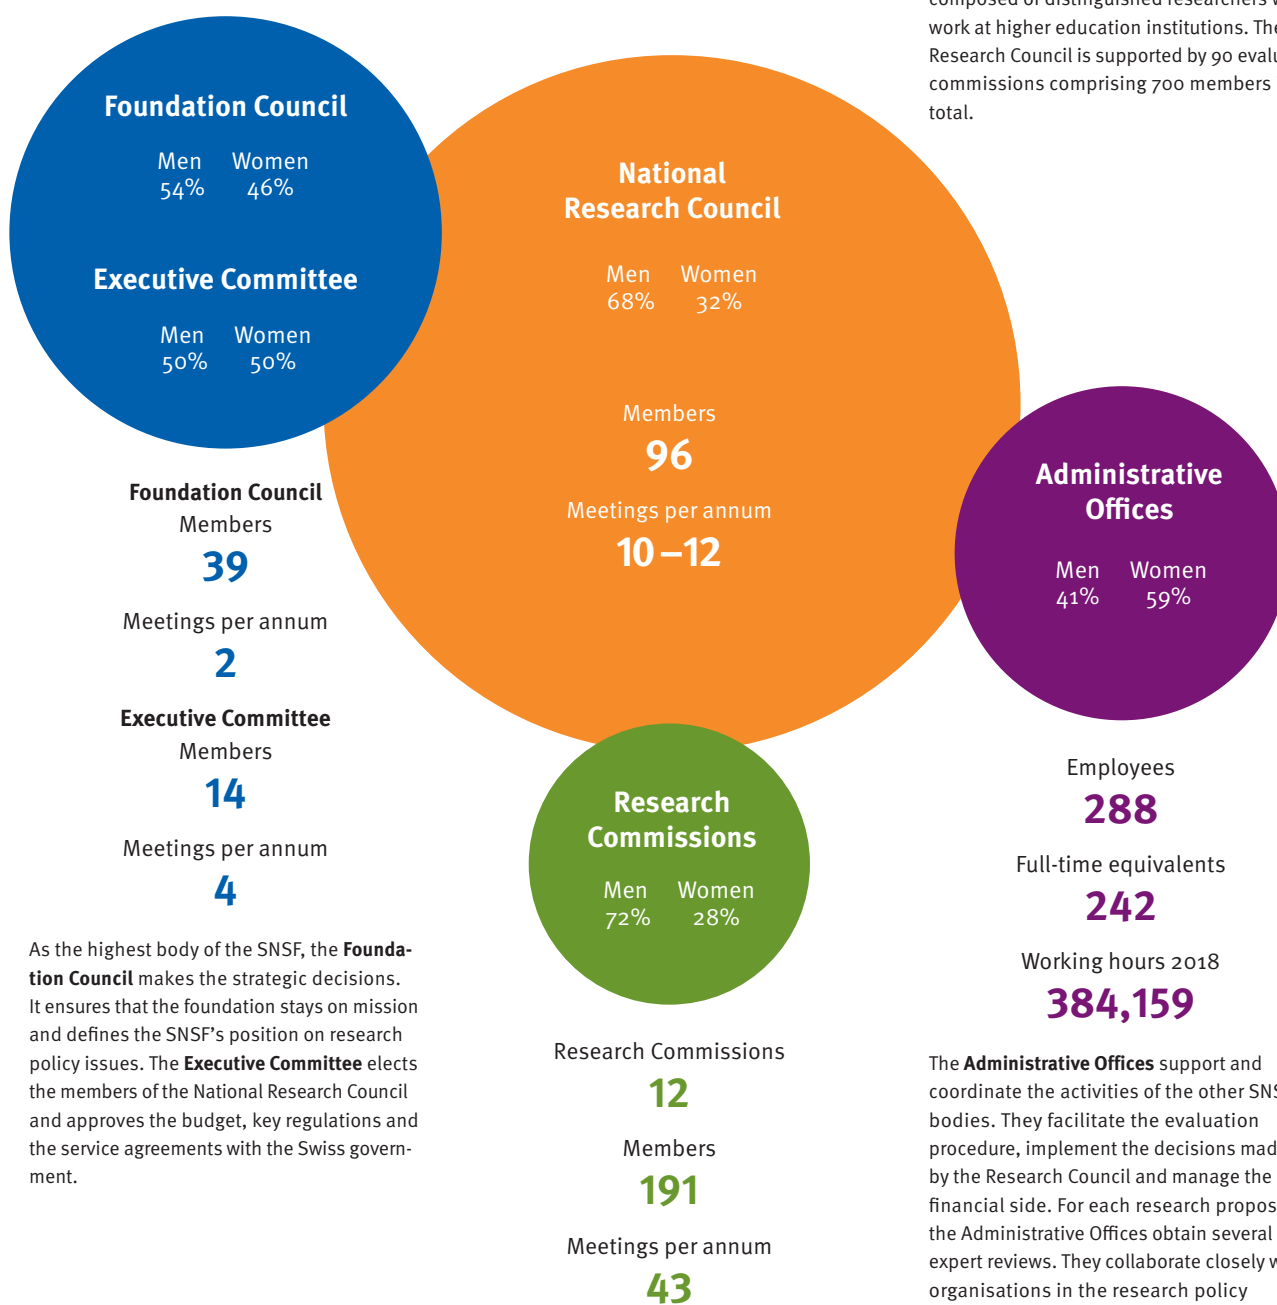 composed of distinguished researchers
work at higher education institutions. The
Research Council is supported by 90
commissions comprising 700 members
total.
Foundation Council
Men Women
54% 46%
Executive Committee
Men Women
50% 50%
National
Research Council
Men Women
68% 32%
Members
96
Meetings per annum
10–12
Administrative
Offices
Men Women
41% 59%
Foundation Council
Members
39
Meetings per annum
2
Executive Committee
Members
14
Meetings per annum
4
As the highest body of the SNSF, the Founda-
tion Council makes the strategic decisions.
It ensures that the foundation stays on mission
and defines the SNSF's position on research
policy issues. The Executive Committee elects
the members of the National Research Council
and approves the budget, key regulations and
the service agreements with the Swiss govern-
ment.
Research
Commissions
Men Women
72% 28%
Research Commissions
12
Members
191
Meetings per annum
43
Employees
288
Full-time equivalents
242
Working hours 2018
384,159
The Administrative Offices support and
coordinate the activities of the other
bodies. They facilitate the evaluation
procedure, implement the decisions
by the Research Council and manage the
financial side. For each research
the Administrative Offices obtain several
expert reviews. They collaborate closely
organisations in the research policy